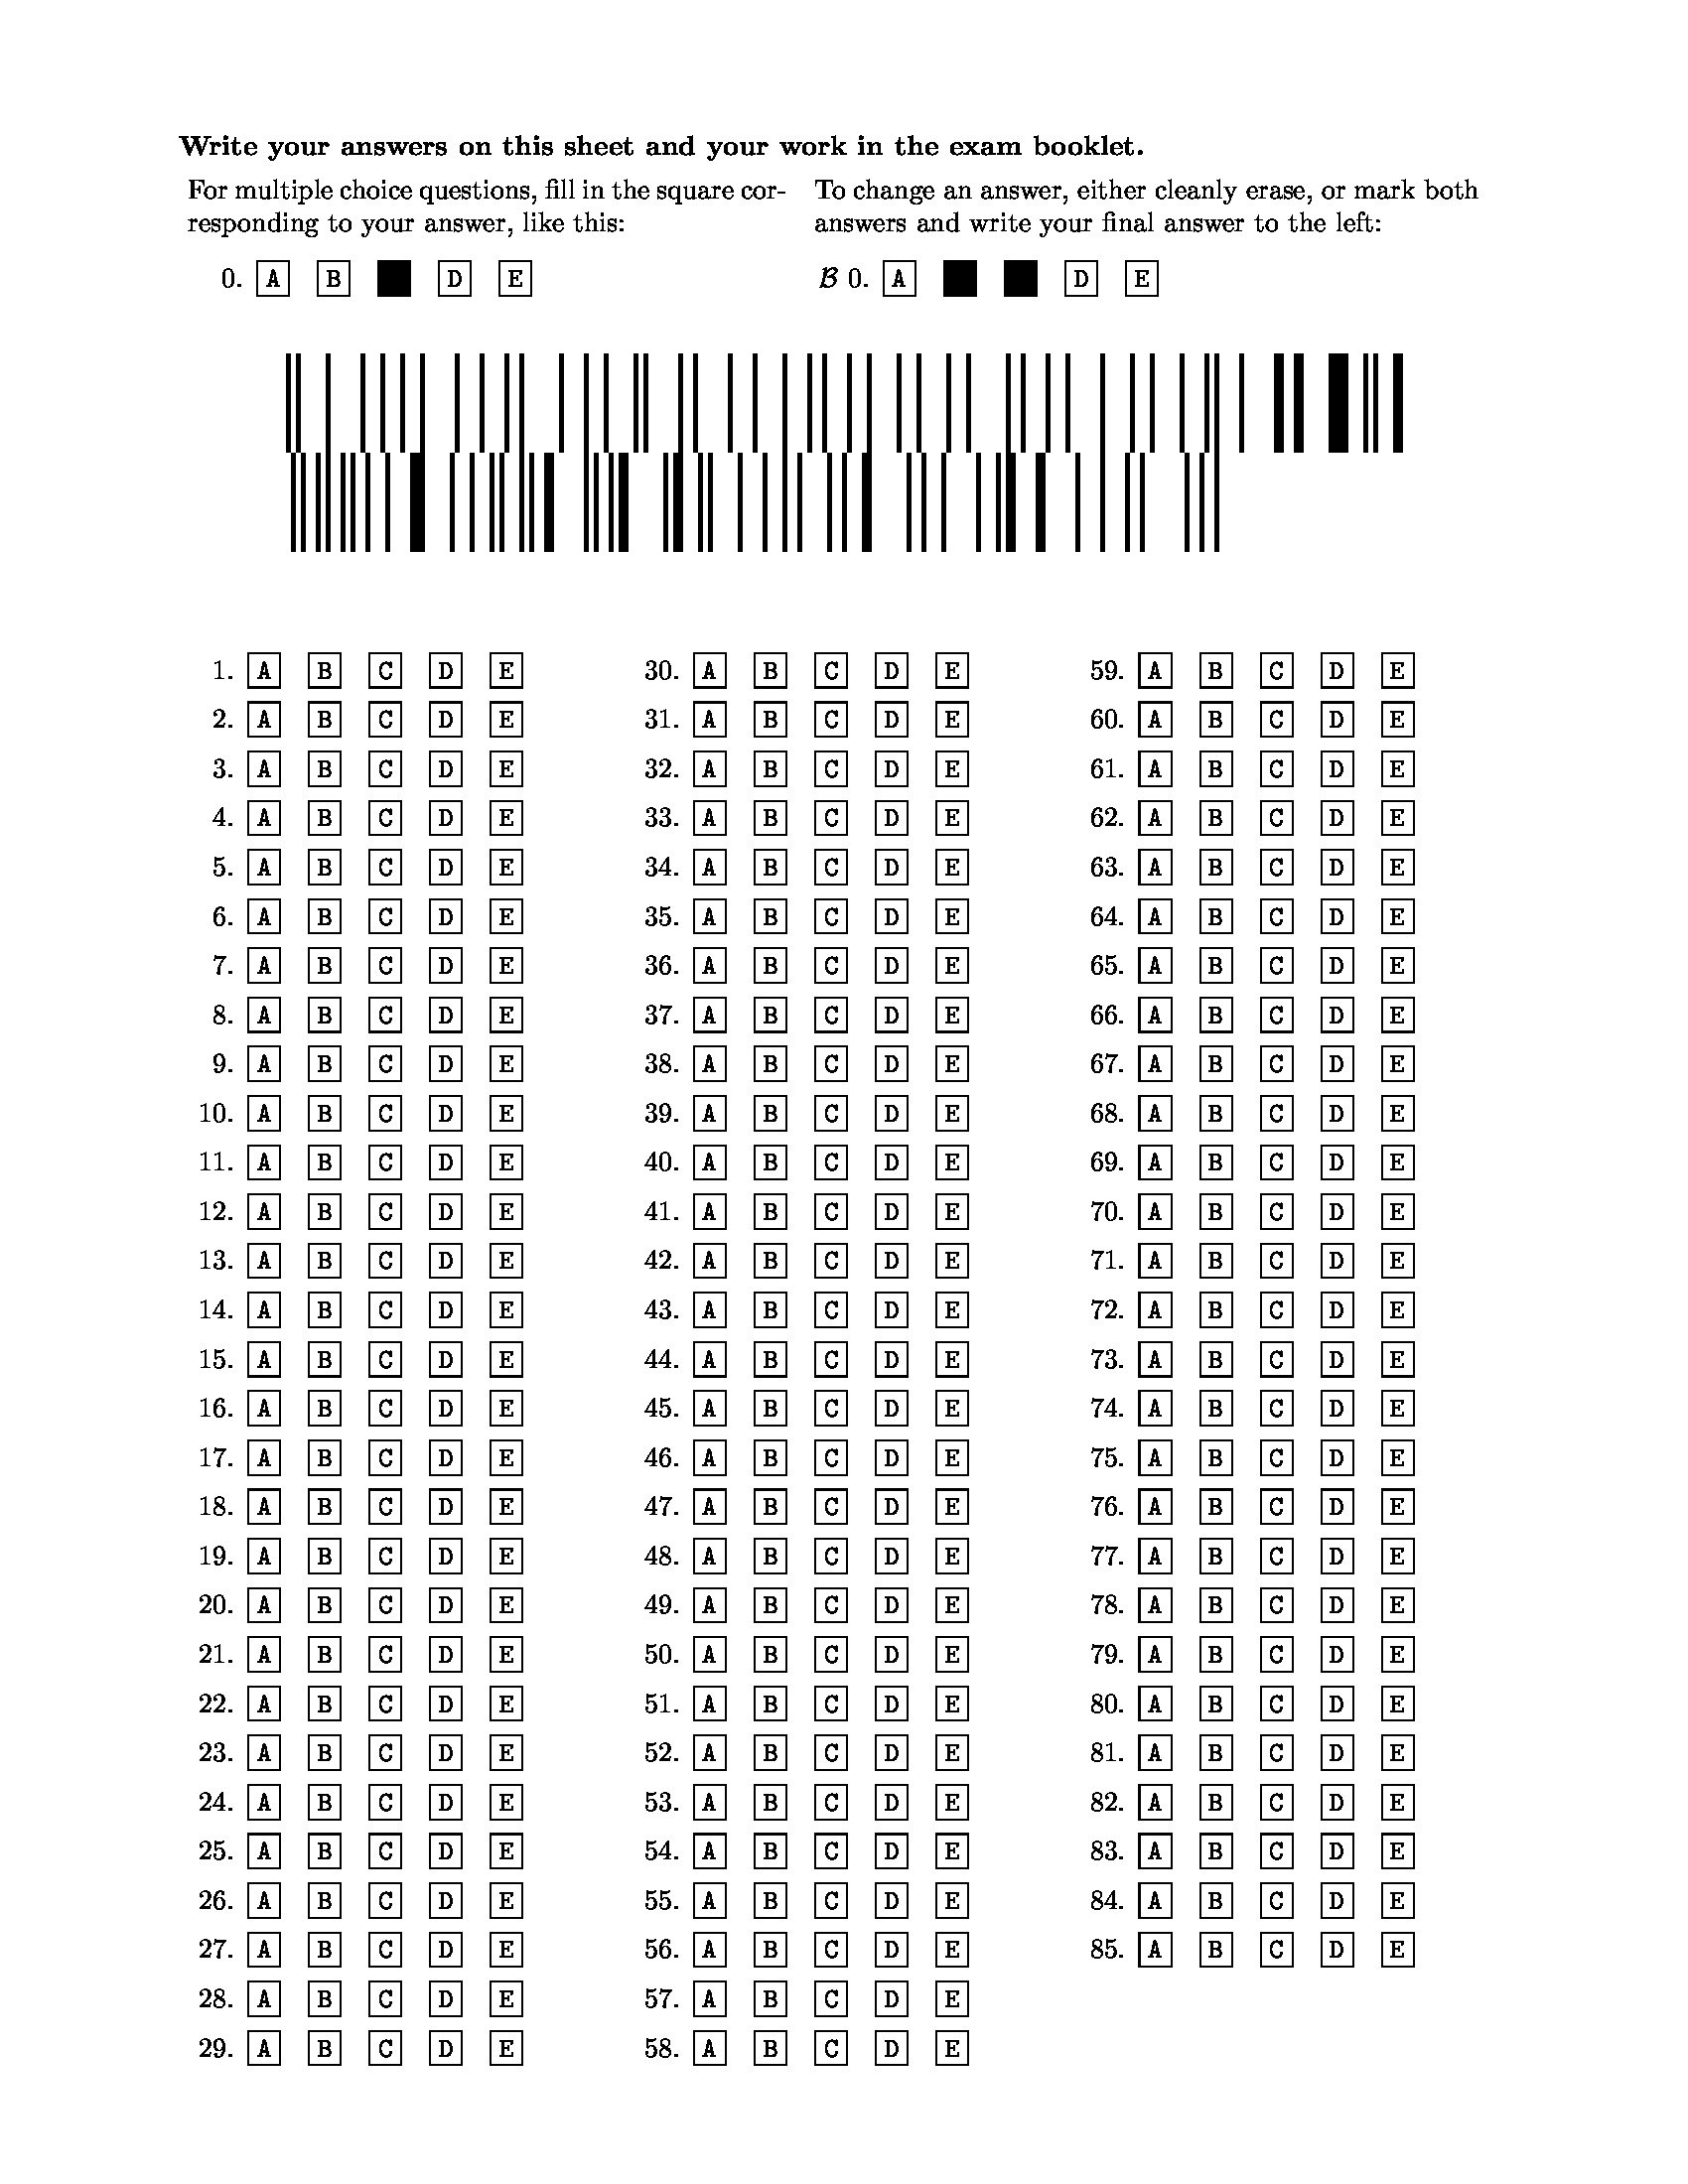 Write your answers on this sheet and your work in the exam booklet.
For multiple choice questions, fill in the square cor-
responding to your answer, like this:
0. A B D E
To change an answer, either cleanly erase, or mark both
answers and write your final answer to the left:
B 0. A D E
1. A B C D E
2. A B C D E
3. A B C D E
4. A B C D E
5. A B C D E
6. A B C D E
7. A B C D E
8. A B C D E
9. A B C D E
10. A B C D E
11. A B C D E
12. A B C D E
13. A B C D E
14. A B C D E
15. A B C D E
16. A B C D E
17. A B C D E
18. A B C D E
19. A B C D E
20. A B C D E
21. A B C D E
22. A B C D E
23. A B C D E
24. A B C D E
25. A B C D E
26. A B C D E
27. A B C D E
28. A B C D E
29. A B C D E
30. A B C D E
31. A B C D E
32. A B C D E
33. A B C D E
34. A B C D E
35. A B C D E
36. A B C D E
37. A B C D E
38. A B C D E
39. A B C D E
40. A B C D E
41. A B C D E
42. A B C D E
43. A B C D E
44. A B C D E
45. A B C D E
46. A B C D E
47. A B C D E
48. A B C D E
49. A B C D E
50. A B C D E
51. A B C D E
52. A B C D E
53. A B C D E
54. A B C D E
55. A B C D E
56. A B C D E
57. A B C D E
58. A B C D E
59. A B C D E
60. A B C D E
61. A B C D E
62. A B C D E
63. A B C D E
64. A B C D E
65. A B C D E
66. A B C D E
67. A B C D E
68. A B C D E
69. A B C D E
70. A B C D E
71. A B C D E
72. A B C D E
73. A B C D E
74. A B C D E
75. A B C D E
76. A B C D E
77. A B C D E
78. A B C D E
79. A B C D E
80. A B C D E
81. A B C D E
82. A B C D E
83. A B C D E
84. A B C D E
85. A B C D E